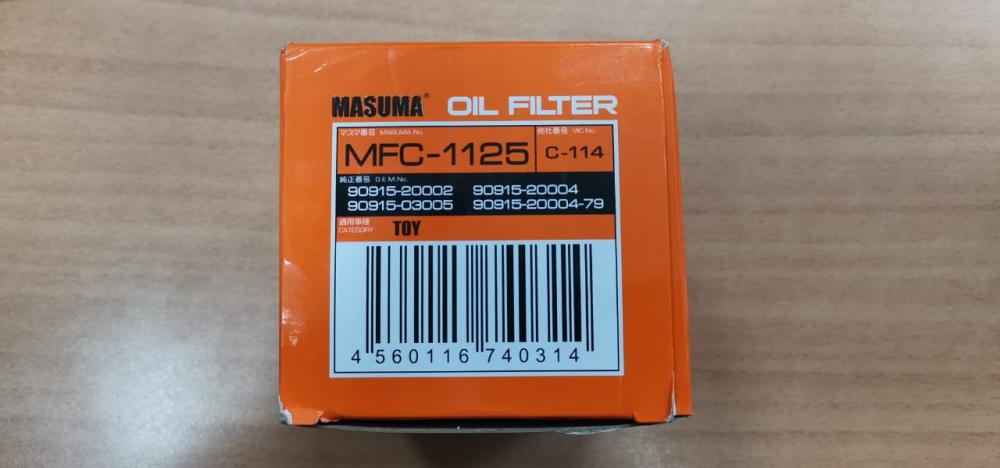 MASUMA® OIL FILTER
マスマ番号 MASUMA No.
MFC-1125
他社番号 VIC No.
C-114
純正番号 O.E.M.No.
90915-20002 90915-20004
90915-03005 90915-20004-79
適用車種
CATEGORY
TOY
4 560116 740314